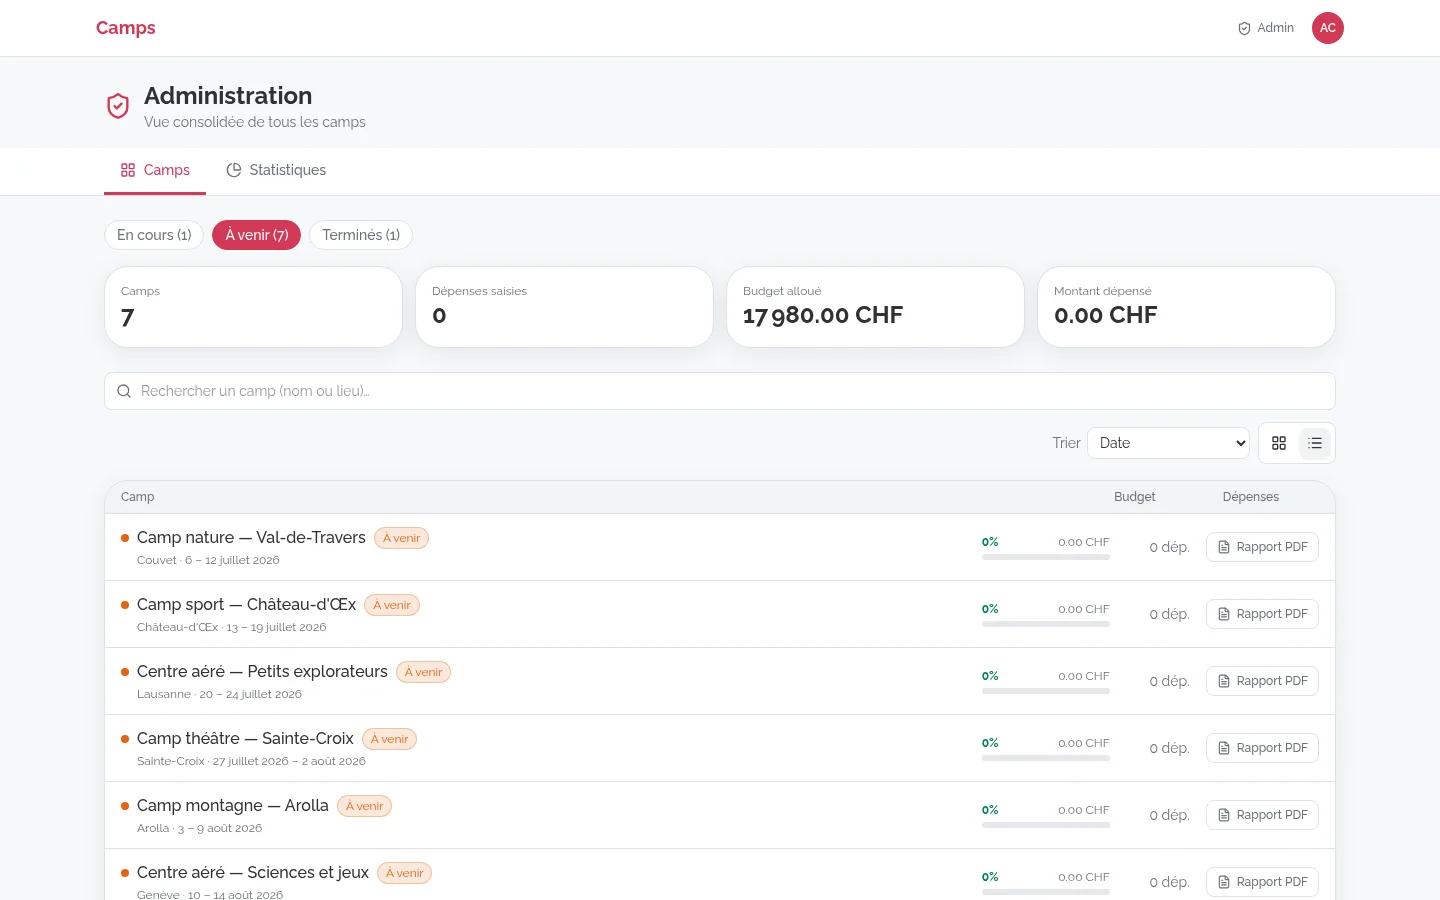 Camps
Admin
AC
Administration
Vue consolidée de tous les camps
Camps
Statistiques
En cours (1)
À venir (7)
Terminés (1)
Camps
7
Dépenses saisies
0
Budget alloué
17 980.00 CHF
Montant dépensé
0.00 CHF
Rechercher un camp (nom ou lieu)…
Trier
Date
Camp
Budget
Dépenses
Camp nature — Val-de-Travers
À venir
Couvet · 6 – 12 juillet 2026
0%
0.00 CHF
0 dép.
Rapport PDF
Camp sport — Château-d'Œx
À venir
Château-d'Œx · 13 – 19 juillet 2026
0%
0.00 CHF
0 dép.
Rapport PDF
Centre aéré — Petits explorateurs
À venir
Lausanne · 20 – 24 juillet 2026
0%
0.00 CHF
0 dép.
Rapport PDF
Camp théâtre — Sainte-Croix
À venir
Sainte-Croix · 27 juillet 2026 – 2 août 2026
0%
0.00 CHF
0 dép.
Rapport PDF
Camp montagne — Arolla
À venir
Arolla · 3 – 9 août 2026
0%
0.00 CHF
0 dép.
Rapport PDF
Centre aéré — Sciences et jeux
À venir
Genève · 10 – 14 août 2026
0%
0.00 CHF
0 dép.
Rapport PDF